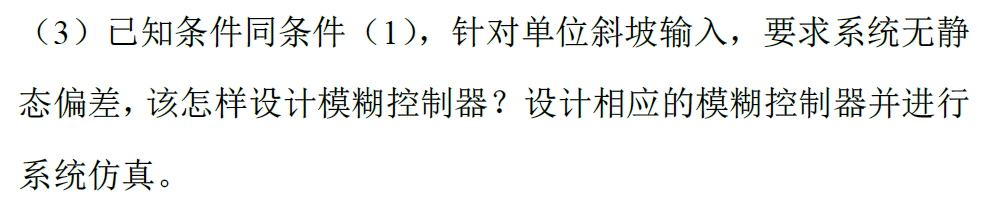 （3）已知条件同条件（1），针对单位斜坡输入，要求系统无静
态偏差，该怎样设计模糊控制器？设计相应的模糊控制器并进行
系统仿真。